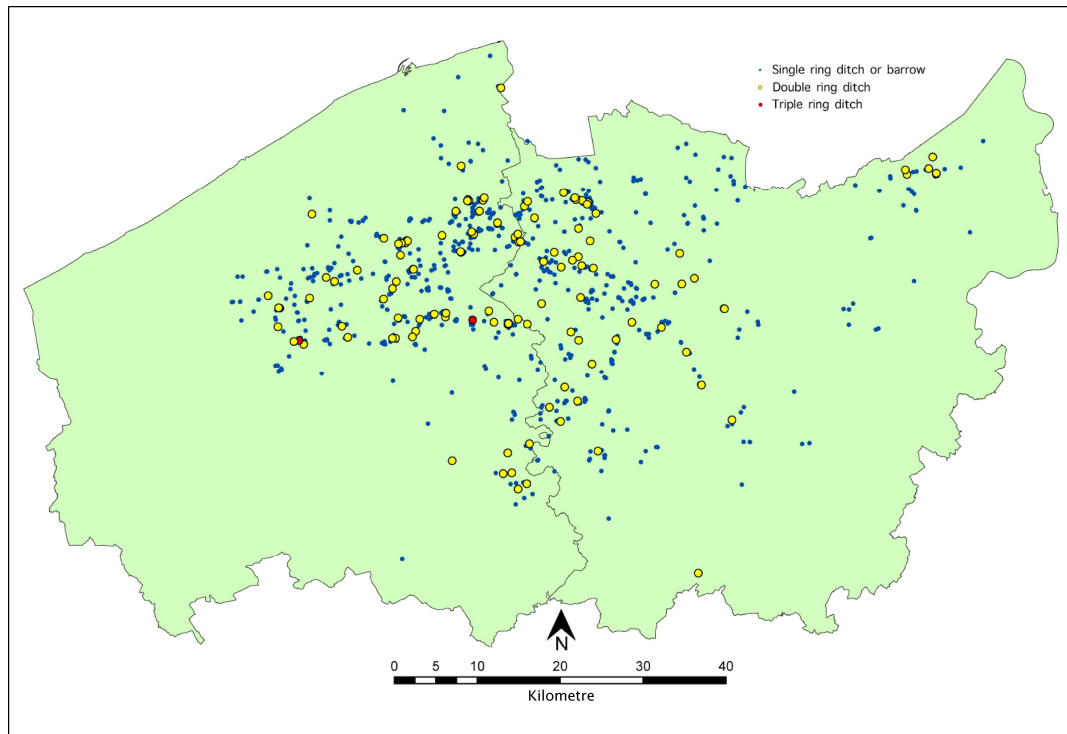 Single ring ditch or barrow
Double ring ditch
Triple ring ditch
N
0 5 10 20 30 40
Kilometre